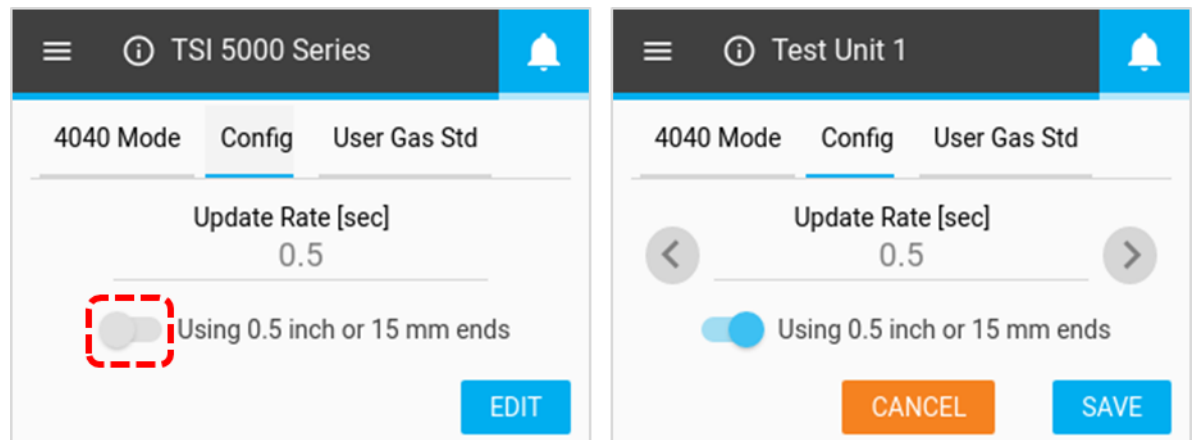 TSI 5000 Series
4040 Mode Config User Gas Std
Update Rate [sec]
0.5
Using 0.5 inch or 15 mm ends
EDIT
Test Unit 1
4040 Mode Config User Gas Std
Update Rate [sec]
0.5
Using 0.5 inch or 15 mm ends
CANCEL SAVE